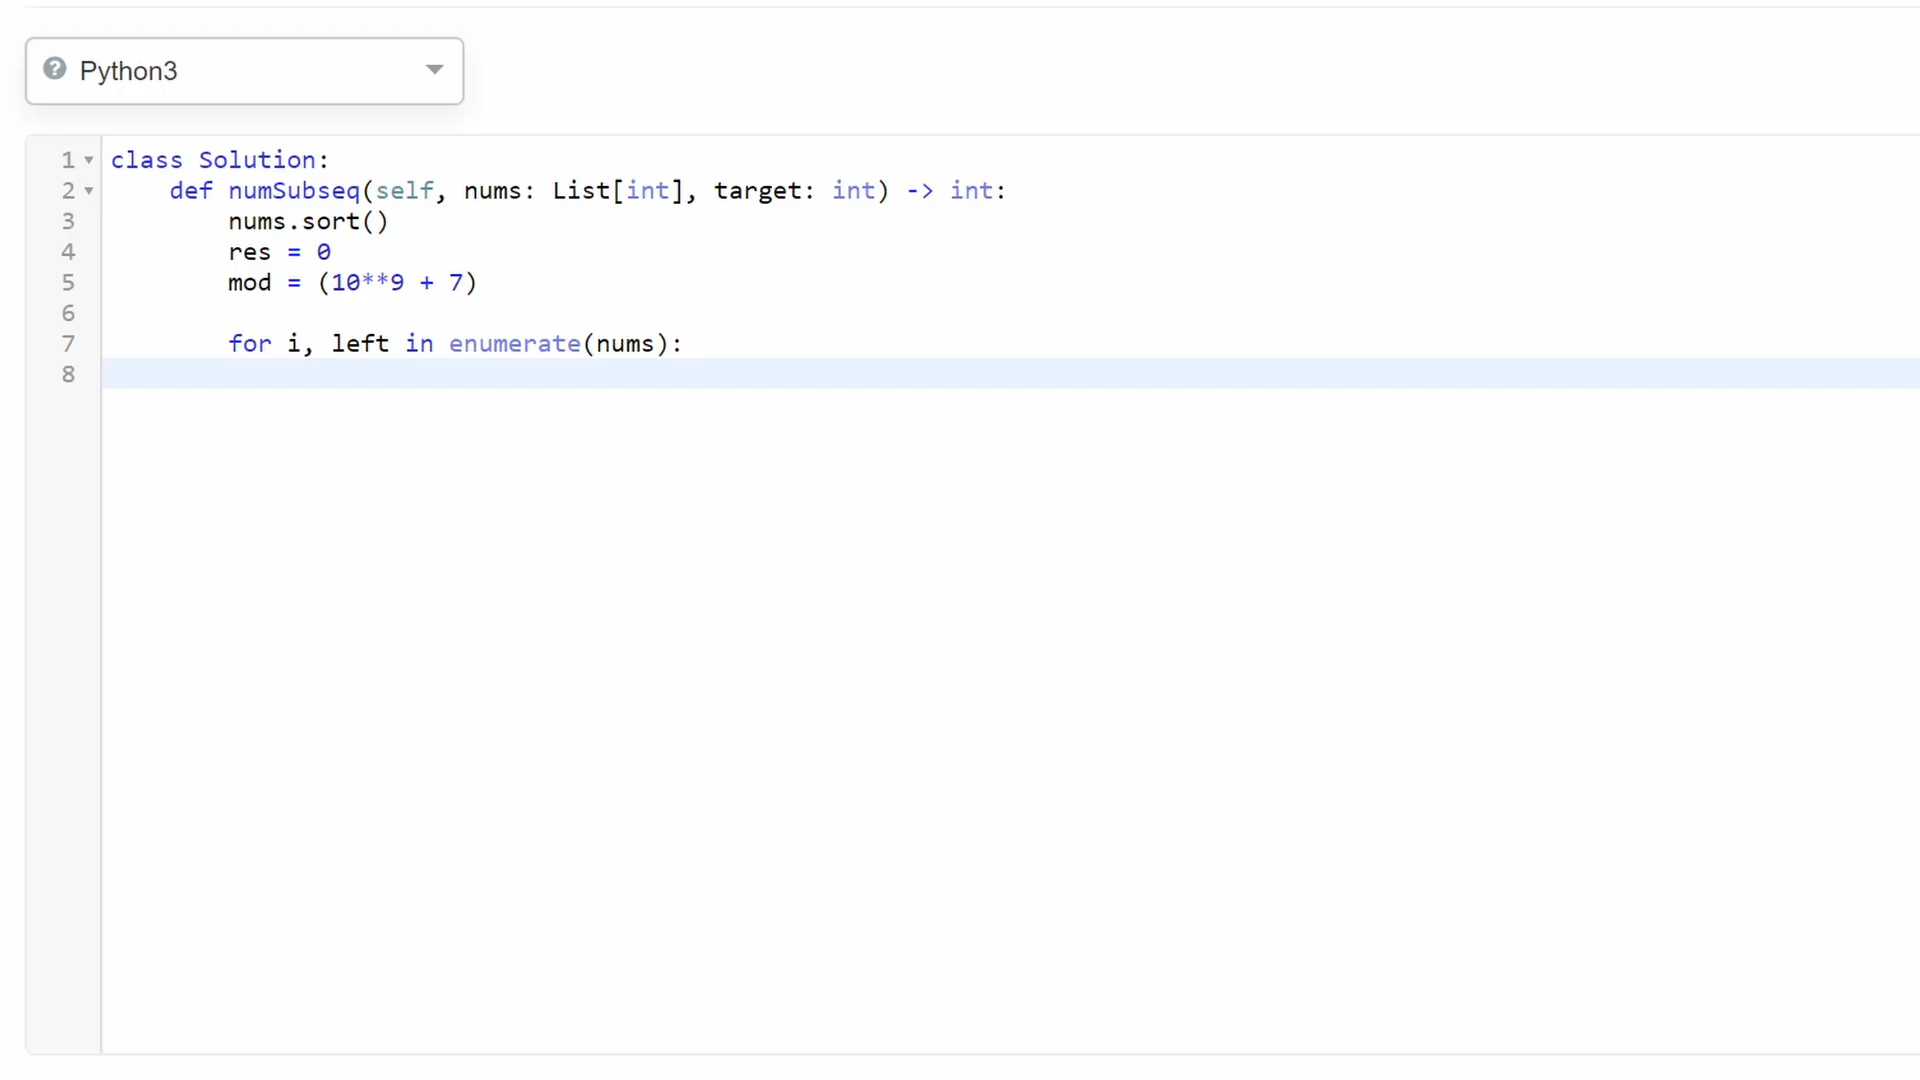 Python3
1 class Solution:
2     def numSubseq(self, nums: List[int], target: int) -> int:
3         nums.sort()
4         res = 0
5         mod = (10**9 + 7)
6
7         for i, left in enumerate(nums):
8